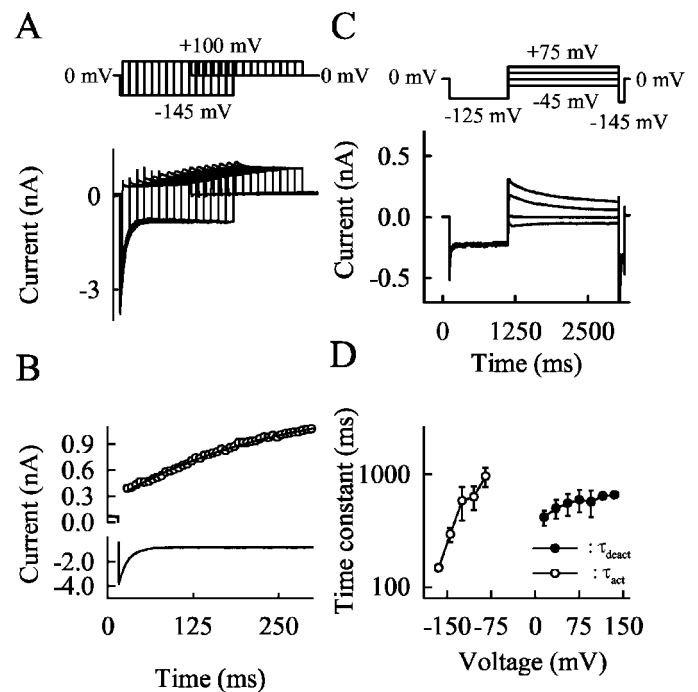 A
+100 mV
0 mV
0 mV
-145 mV
Current (nA)
0
-3
B
Current (nA)
0.9
0.6
0.3
0.0
-2.0
-4.0
0
125
250
Time (ms)
C
+75 mV
0 mV
0 mV
-125 mV
-45 mV
-145 mV
Current (nA)
0.5
0.0
-0.5
0
1250
2500
Time (ms)
D
Time constant (ms)
1000
100
: τdeact
: τact
-150
-75
0
75
150
Voltage (mV)